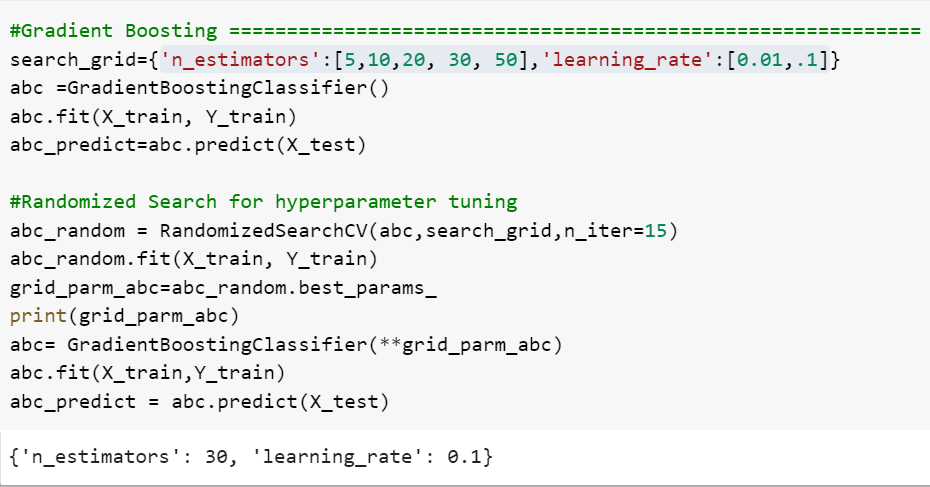 #Gradient Boosting ============================================================
search_grid={'n_estimators':[5,10,20, 30, 50],'learning_rate':[0.01,.1]}
abc =GradientBoostingClassifier()
abc.fit(X_train, Y_train)
abc_predict=abc.predict(X_test)
#Randomized Search for hyperparameter tuning
abc_random = RandomizedSearchCV(abc,search_grid,n_iter=15)
abc_random.fit(X_train, Y_train)
grid_parm_abc=abc_random.best_params_
print(grid_parm_abc)
abc= GradientBoostingClassifier(**grid_parm_abc)
abc.fit(X_train,Y_train)
abc_predict = abc.predict(X_test)
{'n_estimators': 30, 'learning_rate': 0.1}